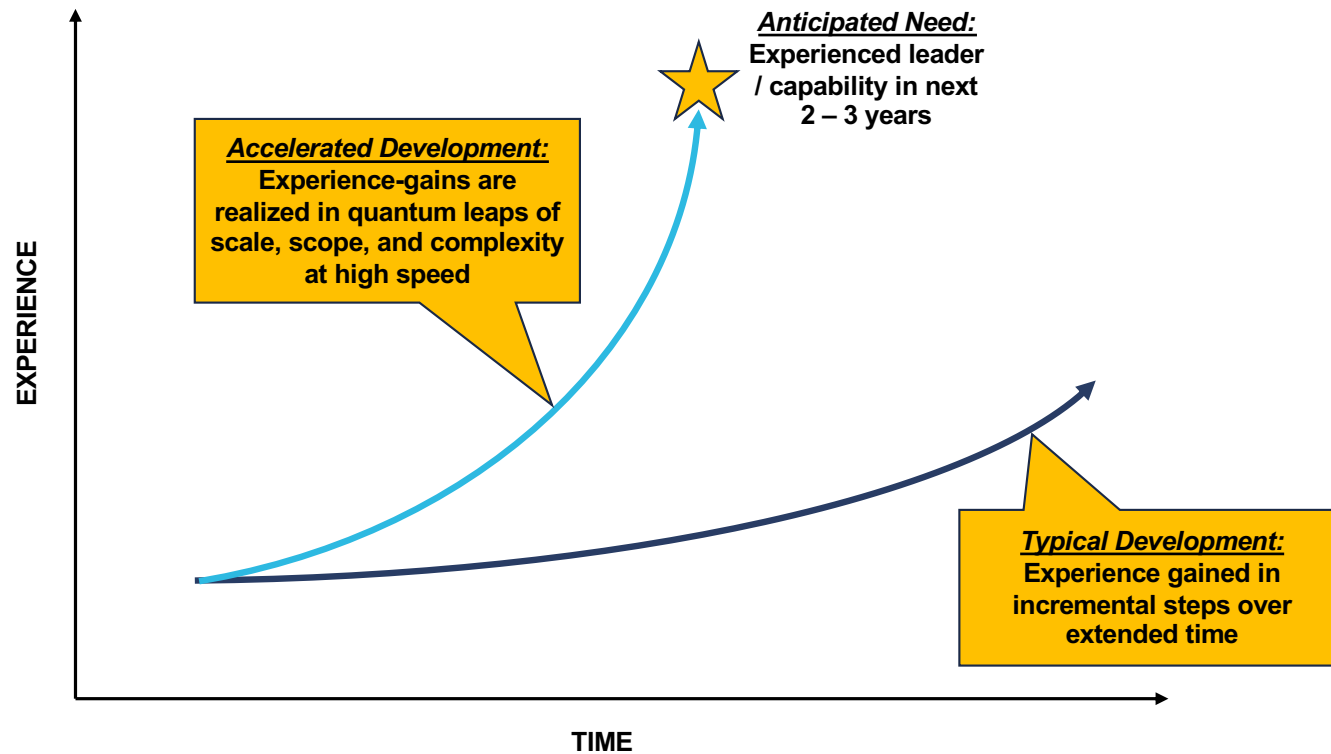 Anticipated Need:
Experienced leader
/ capability in next
2 – 3 years
Accelerated Development:
Experience-gains are
realized in quantum leaps of
scale, scope, and complexity
at high speed
EXPERIENCE
Typical Development:
Experience gained in
incremental steps over
extended time
TIME